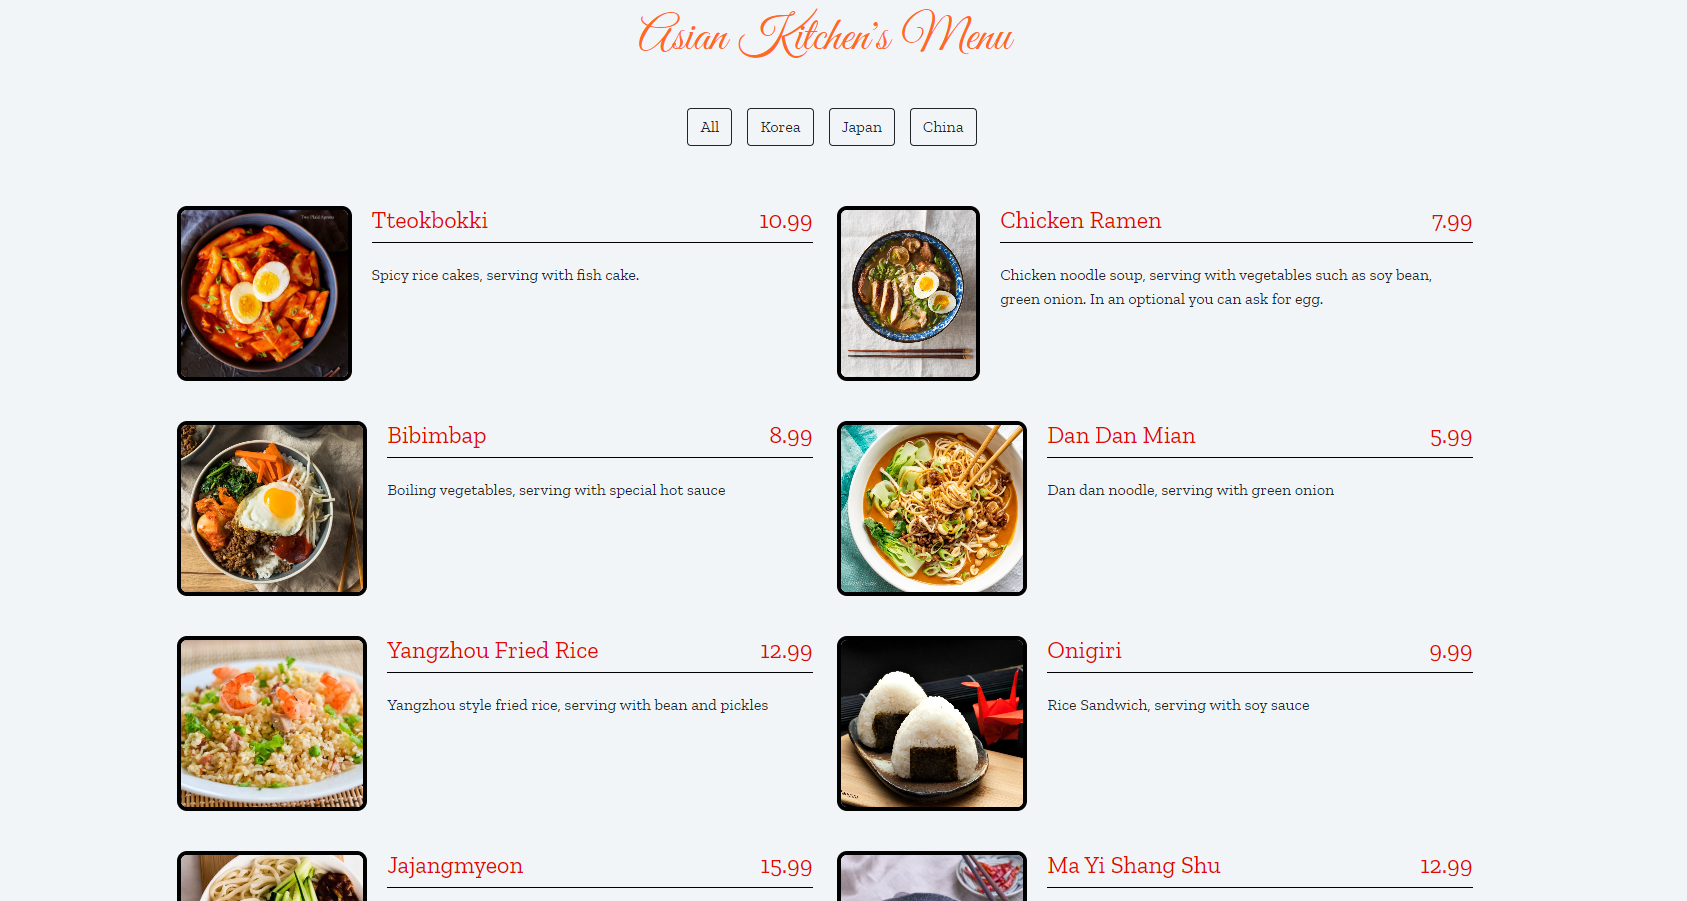 Asian Kitchen's Menu
All
Korea
Japan
China
Tteokbokki 10.99
Spicy rice cakes, serving with fish cake.
Chicken Ramen 7.99
Chicken noodle soup, serving with vegetables such as soy bean,
green onion. In an optional you can ask for egg.
Bibimbap 8.99
Boiling vegetables, serving with special hot sauce
Dan Dan Mian 5.99
Dan dan noodle, serving with green onion
Yangzhou Fried Rice 12.99
Yangzhou style fried rice, serving with bean and pickles
Onigiri 9.99
Rice Sandwich, serving with soy sauce
Jajangmyeon 15.99
Ma Yi Shang Shu 12.99